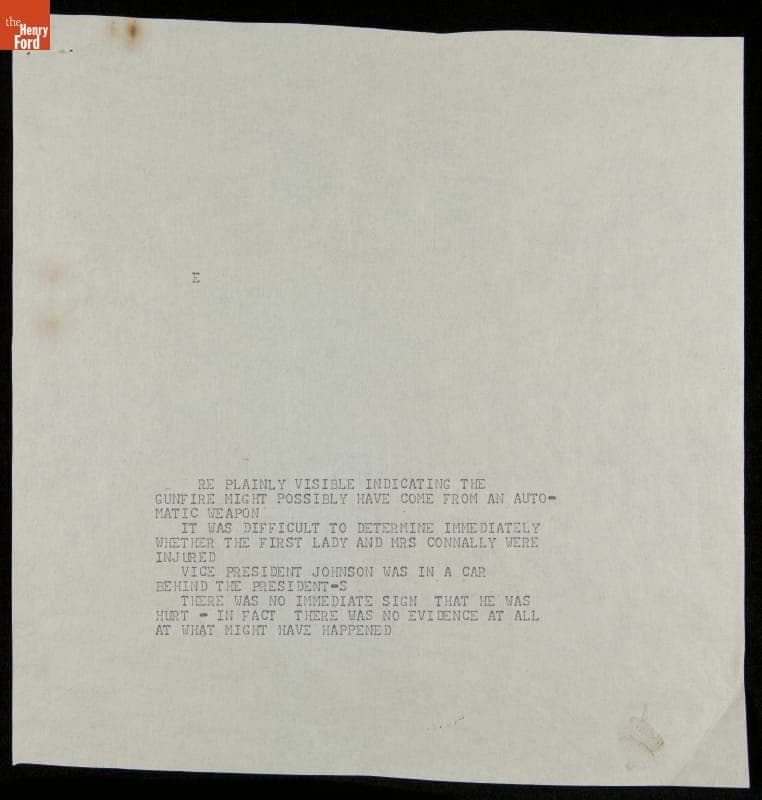 the
Henry
Ford
E
RE PLAINLY VISIBLE INDICATING THE
GUNFIRE MIGHT POSSIBLY HAVE COME FROM AN AUTO-
MATIC WEAPON
IT WAS DIFFICULT TO DETERMINE IMMEDIATELY
WHETHER THE FIRST LADY AND MRS CONNALLY WERE
INJURED
VICE PRESIDENT JOHNSON WAS IN A CAR
BEHIND THE PRESIDENT-S
THERE WAS NO IMMEDIATE SIGN THAT HE WAS
HURT - IN FACT THERE WAS NO EVIDENCE AT ALL
AT WHAT MIGHT HAVE HAPPENED